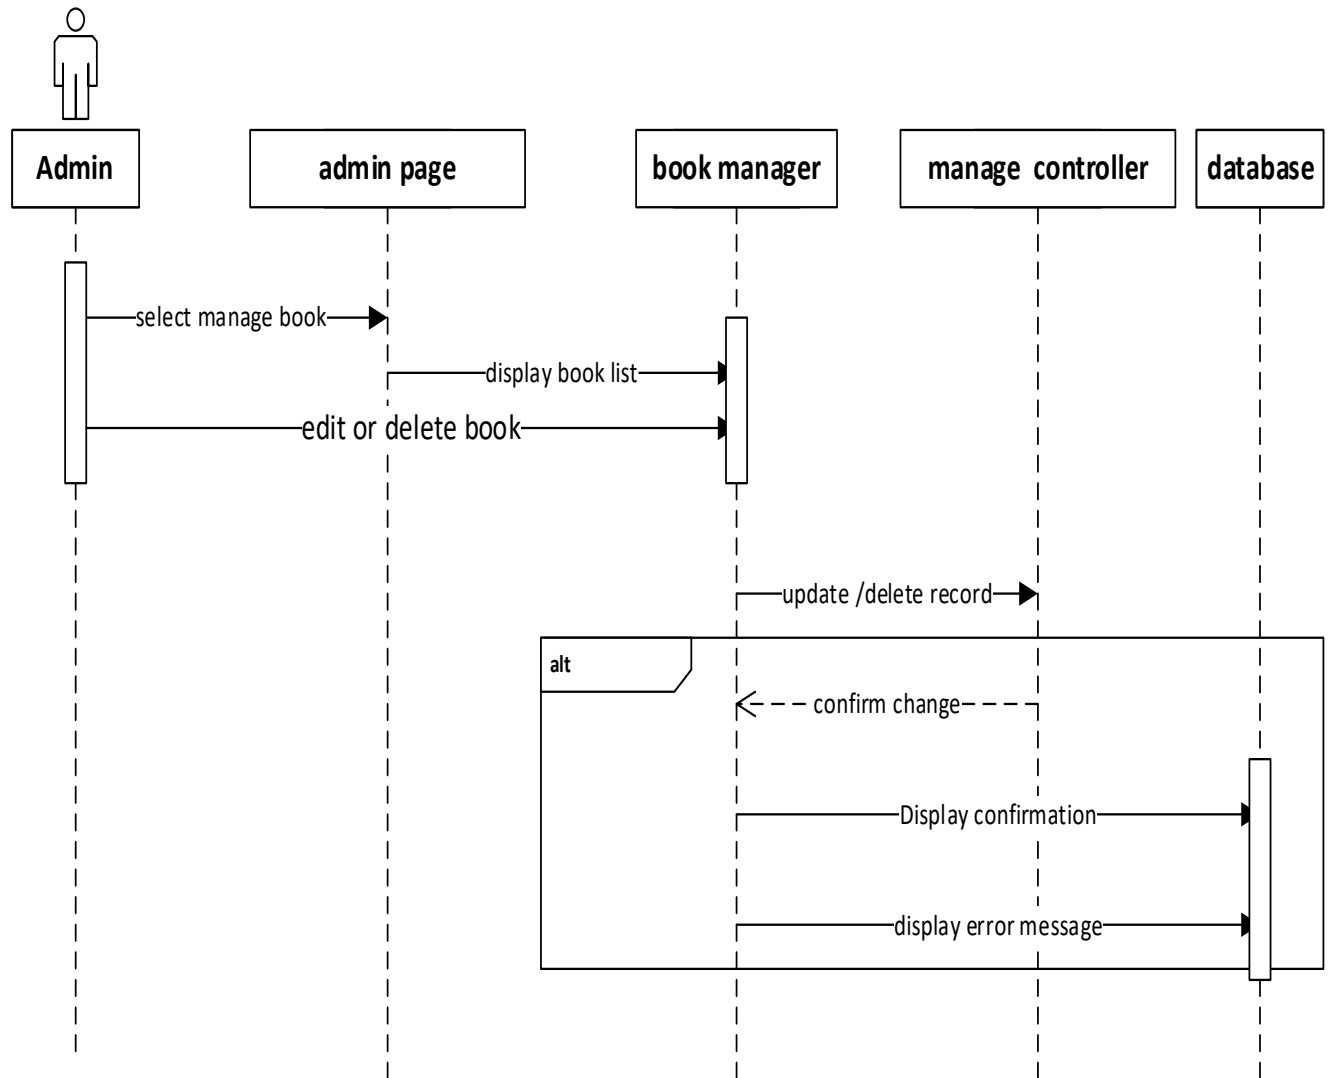 Admin
admin page
book manager
manage controller
database
select manage book
display book list
edit or delete book
update /delete record
alt
confirm change
Display confirmation
display error message